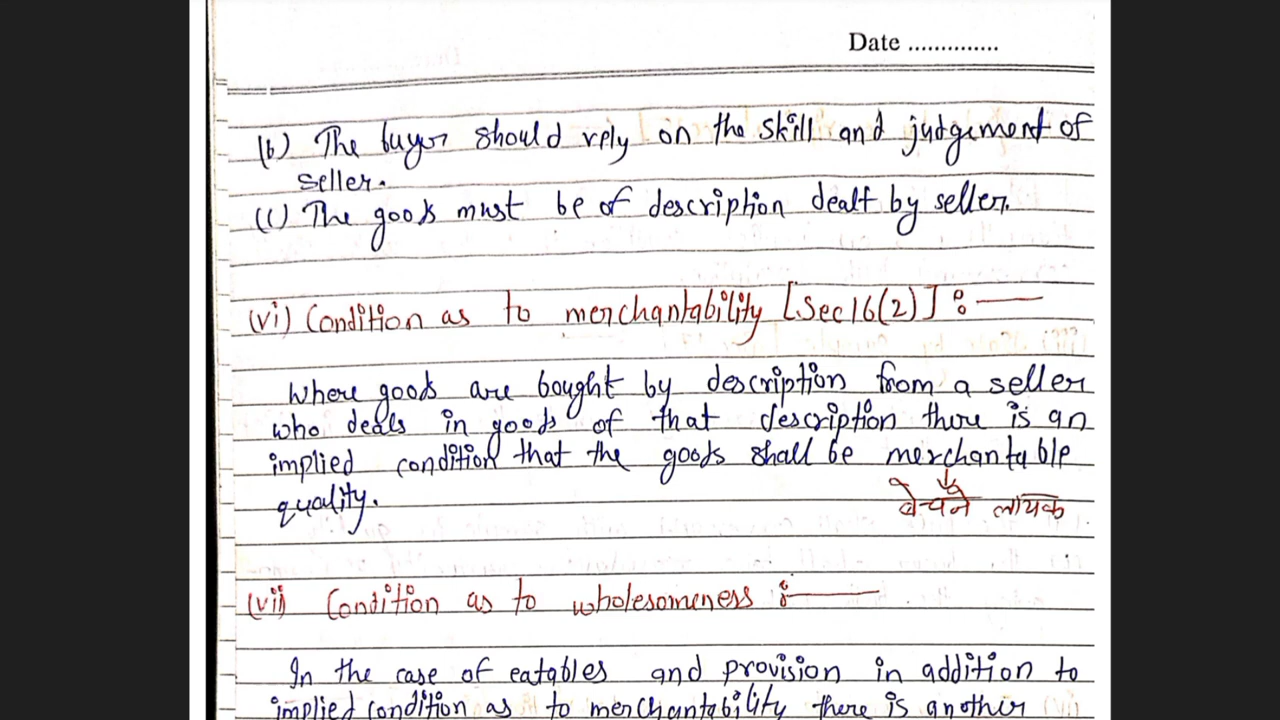 Date ..............
(b) The buyer should rely on the skill and judgement of
seller.
(c) The goods must be of description dealt by seller.
(vi) Condition as to merchantability [Sec 16(2)] :—
Where goods are bought by description from a seller
who deals in goods of that description there is an
implied condition that the goods shall be merchantable
quality.
बेचने लायक
(vii) Condition as to wholesomeness :—
In the case of eatables and provision in addition to
implied condition as to merchantability there is another